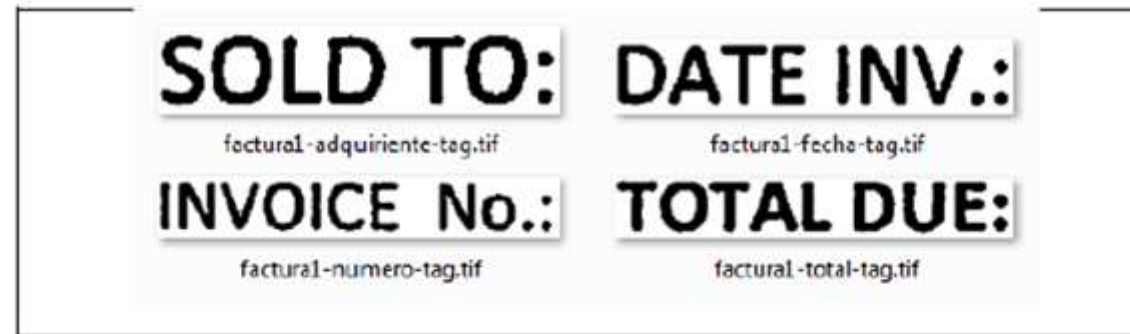 SOLD TO: DATE INV.:
factura1-adquiriente-tag.tif factura1-fecha-tag.tif
INVOICE No.: TOTAL DUE:
factura1-numero-tag.tif factura1-total-tag.tif